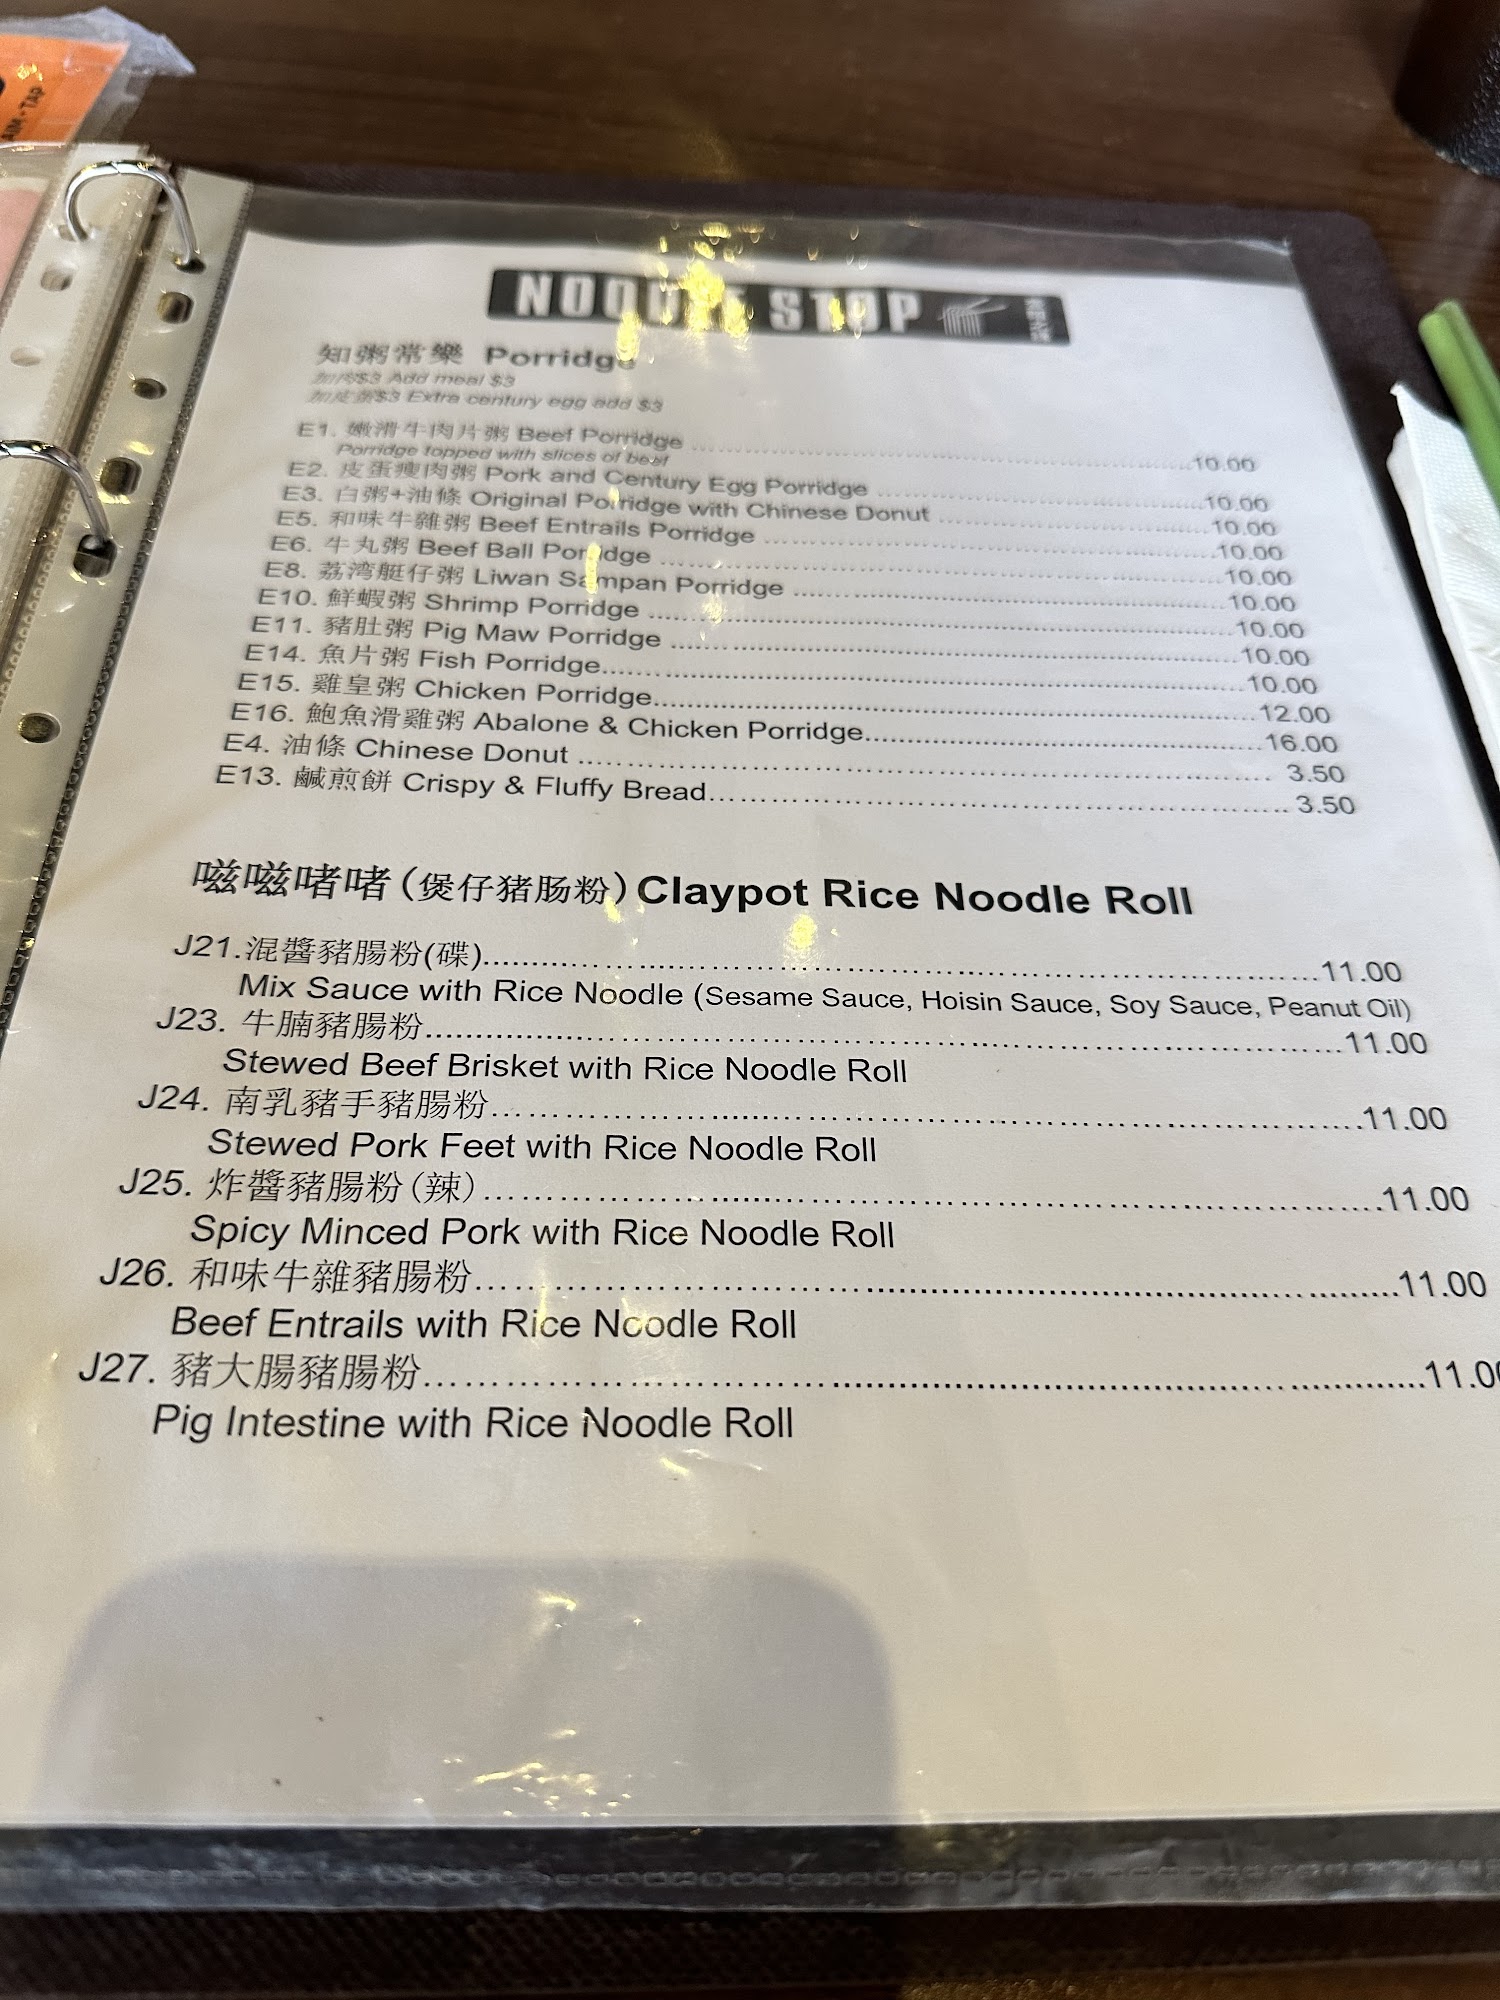 NOODLE STOP
知粥常樂 Porridge
加肉$3 Add meal $3
加皮蛋$3 Extra century egg add $3
E1. 嫩滑牛肉片粥 Beef Porridge ........ 10.00
Porridge topped with slices of beef
E2. 皮蛋瘦肉粥 Pork and Century Egg Porridge ........ 10.00
E3. 白粥+油條 Original Porridge with Chinese Donut ........ 10.00
E5. 和味牛雜粥 Beef Entrails Porridge ........ 10.00
E6. 牛丸粥 Beef Ball Porridge ........ 10.00
E8. 荔湾艇仔粥 Liwan Sampan Porridge ........ 10.00
E10. 鮮蝦粥 Shrimp Porridge ........ 10.00
E11. 豬肚粥 Pig Maw Porridge ........ 10.00
E14. 魚片粥 Fish Porridge........ 10.00
E15. 雞皇粥 Chicken Porridge........ 12.00
E16. 鮑魚滑雞粥 Abalone & Chicken Porridge........ 16.00
E4. 油條 Chinese Donut ........ 3.50
E13. 鹹煎餅 Crispy & Fluffy Bread........ 3.50
嗞嗞啫啫(煲仔猪肠粉) Claypot Rice Noodle Roll
J21.混醬豬腸粉(碟)........11.00
Mix Sauce with Rice Noodle (Sesame Sauce, Hoisin Sauce, Soy Sauce, Peanut Oil)
J23. 牛腩豬腸粉........11.00
Stewed Beef Brisket with Rice Noodle Roll
J24. 南乳豬手豬腸粉........11.00
Stewed Pork Feet with Rice Noodle Roll
J25. 炸醬豬腸粉(辣)........11.00
Spicy Minced Pork with Rice Noodle Roll
J26. 和味牛雜豬腸粉........11.00
Beef Entrails with Rice Noodle Roll
J27. 豬大腸豬腸粉........11.00
Pig Intestine with Rice Noodle Roll